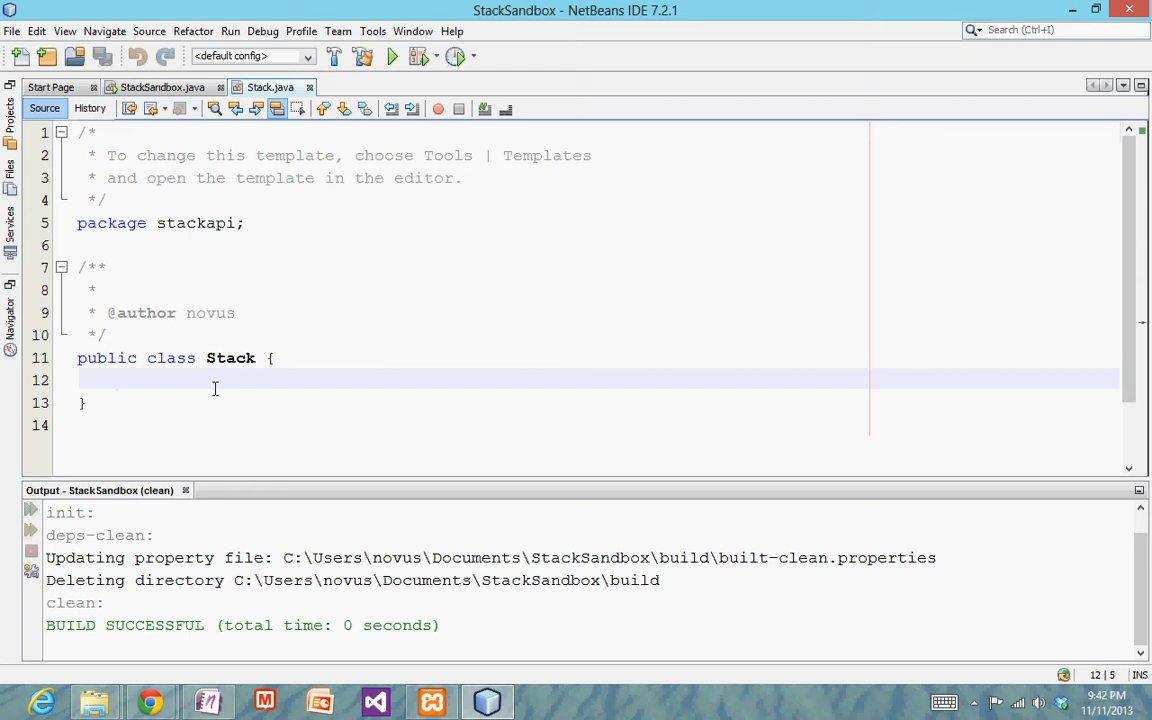 StackSandbox - NetBeans IDE 7.2.1
File Edit View Navigate Source Refactor Run Debug Profile Team Tools Window Help
Search (Ctrl+I)
<default config>
Start Page StackSandbox.java Stack.java
Source History
Projects
Files
Services
Navigator
1 /*
2 * To change this template, choose Tools | Templates
3 * and open the template in the editor.
4 */
5 package stackapi;
6
7 /**
8 *
9 * @author novus
10 */
11 public class Stack {
12
13 }
14
Output - StackSandbox (clean)
init:
deps-clean:
Updating property file: C:\Users\novus\Documents\StackSandbox\build\built-clean.properties
Deleting directory C:\Users\novus\Documents\StackSandbox\build
clean:
BUILD SUCCESSFUL (total time: 0 seconds)
12 | 5 INS
9:42 PM
11/11/2013